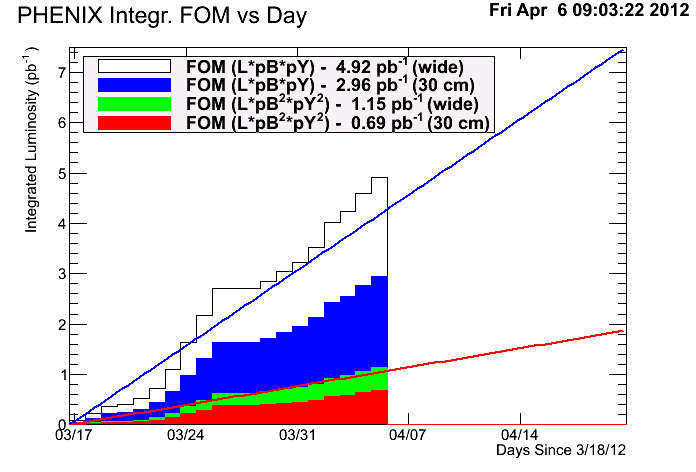 PHENIX Integr. FOM vs Day
Fri Apr 6 09:03:22 2012
Integrated Luminosity (pb⁻¹)
7
6
5
4
3
2
1
0
FOM (L*pB*pY) - 4.92 pb⁻¹ (wide)
FOM (L*pB*pY) - 2.96 pb⁻¹ (30 cm)
FOM (L*pB²*pY²) - 1.15 pb⁻¹ (wide)
FOM (L*pB²*pY²) - 0.69 pb⁻¹ (30 cm)
03/17 03/24 03/31 04/07 04/14
Days Since 3/18/12